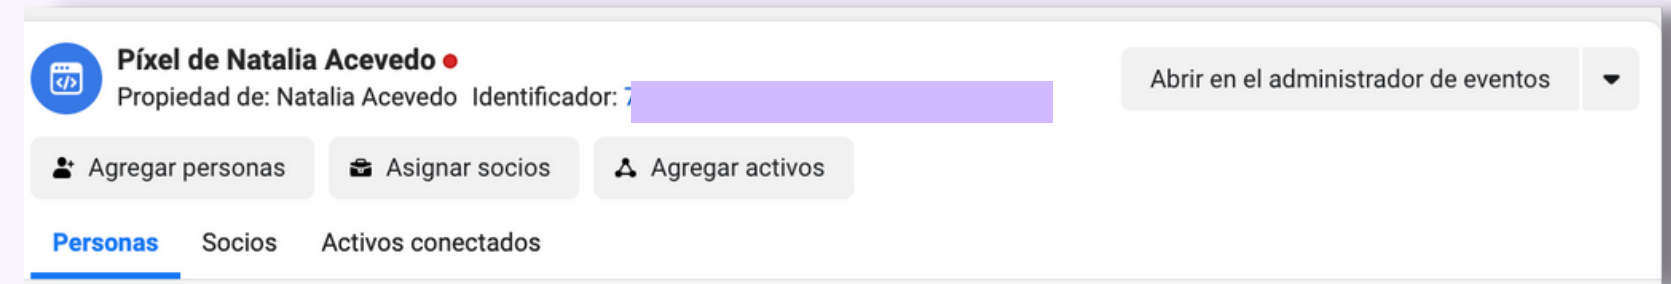 Píxel de Natalia Acevedo
Propiedad de: Natalia Acevedo Identificador: 7
Abrir en el administrador de eventos
Agregar personas Asignar socios Agregar activos
Personas Socios Activos conectados